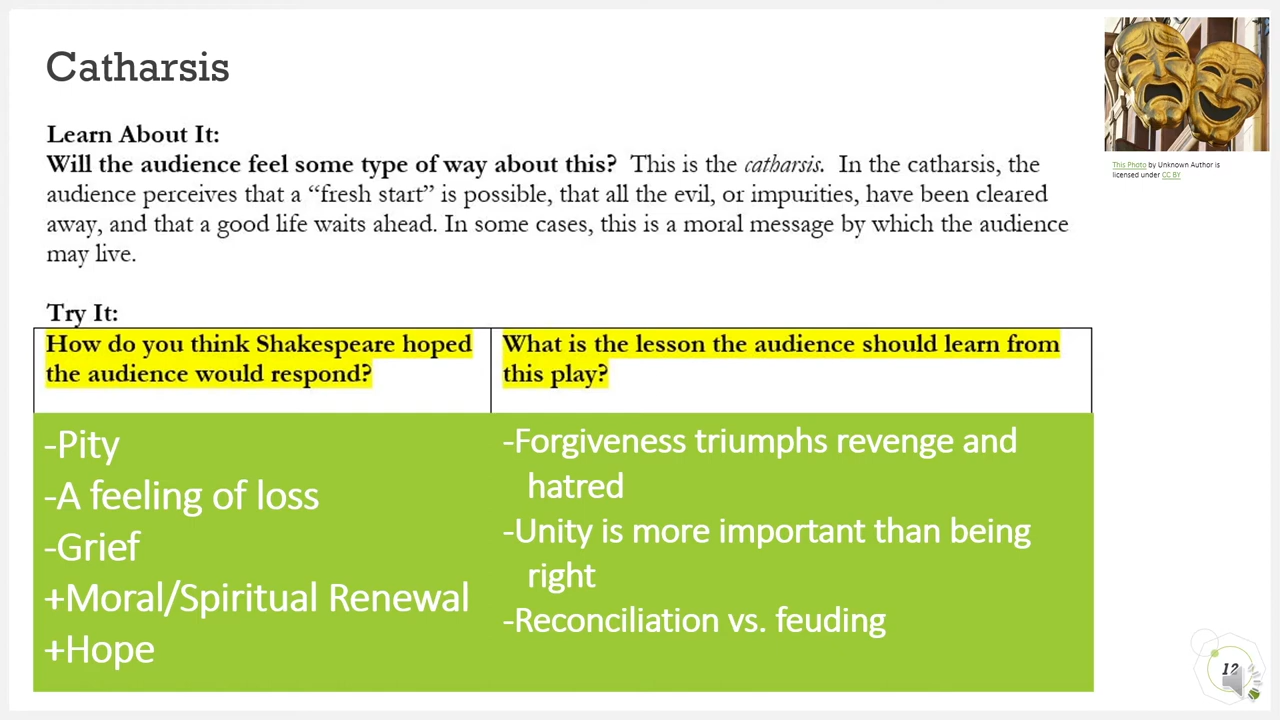 Catharsis
This Photo by Unknown Author is
licensed under CC BY
Learn About It:
Will the audience feel some type of way about this? This is the catharsis. In the catharsis, the
audience perceives that a “fresh start” is possible, that all the evil, or impurities, have been cleared
away, and that a good life waits ahead. In some cases, this is a moral message by which the audience
may live.
Try It:
How do you think Shakespeare hoped
the audience would respond?
-Pity
-A feeling of loss
-Grief
+Moral/Spiritual Renewal
+Hope
What is the lesson the audience should learn from
this play?
-Forgiveness triumphs revenge and
hatred
-Unity is more important than being
right
-Reconciliation vs. feuding
12